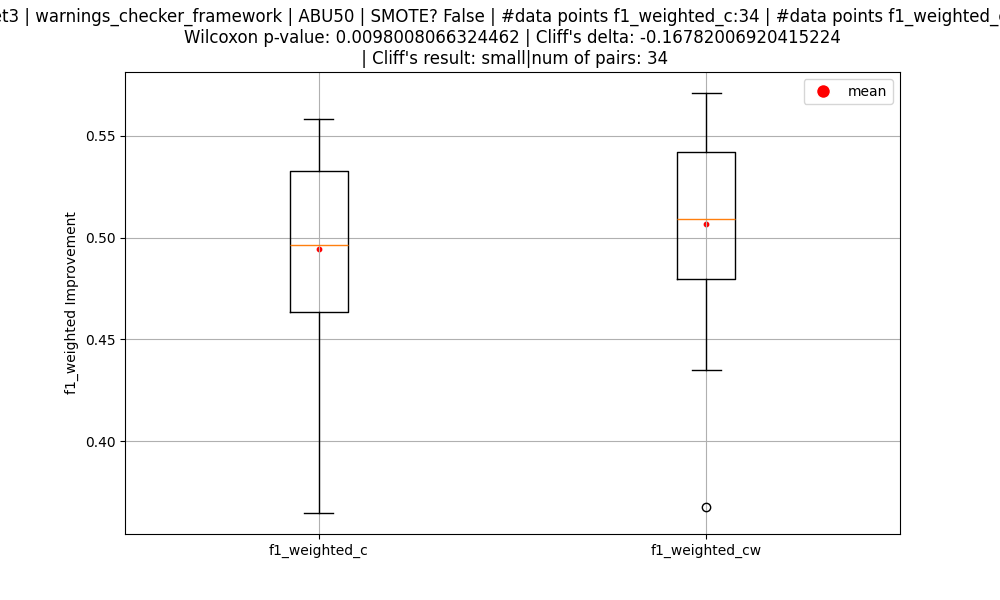 | warnings_checker_framework | ABU50 | SMOTE? False | #data points f1_weighted_c:34 | #data points
Wilcoxon p-value: 0.0098008066324462 | Cliff's delta: -0.16782006920415224
| Cliff's result: small|num of pairs: 34
mean
0.55
0.50
0.45
0.40
f1_weighted Improvement
f1_weighted_c
f1_weighted_cw